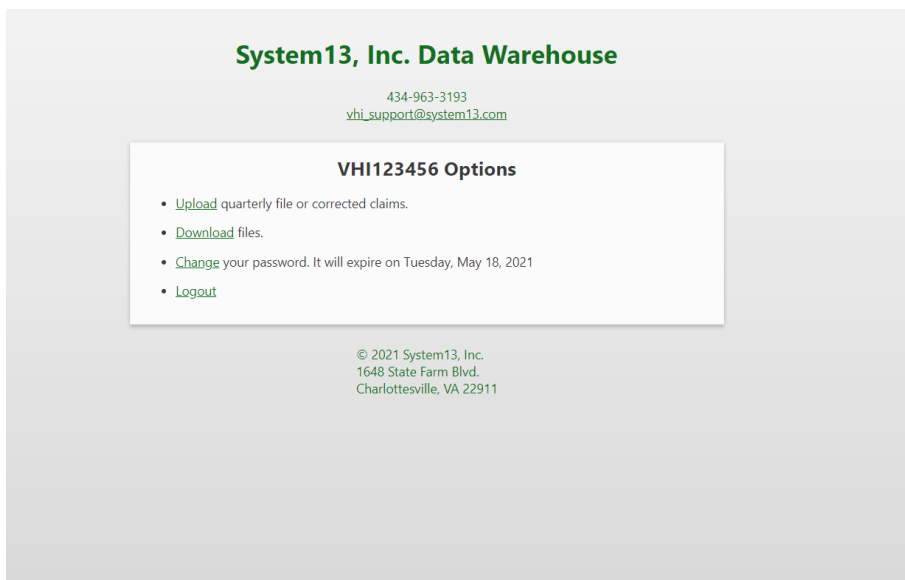 System13, Inc. Data Warehouse
434-963-3193
vhi_support@system13.com
VHI123456 Options
• Upload quarterly file or corrected claims.
• Download files.
• Change your password. It will expire on Tuesday, May 18, 2021
• Logout
© 2021 System13, Inc.
1648 State Farm Blvd.
Charlottesville, VA 22911